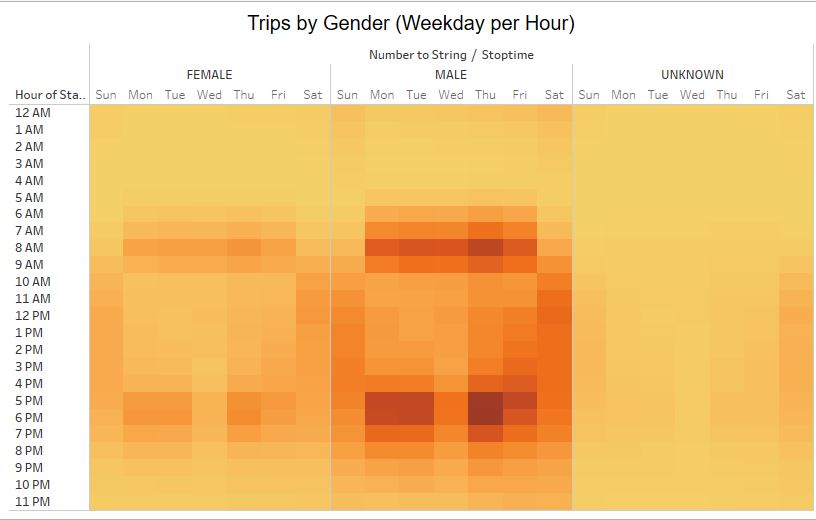 Trips by Gender (Weekday per Hour)
Number to String / Stoptime
FEMALE MALE UNKNOWN
Hour of Sta.. Sun Mon Tue Wed Thu Fri Sat Sun Mon Tue Wed Thu Fri Sat Sun Mon Tue Wed Thu Fri Sat
12 AM
1 AM
2 AM
3 AM
4 AM
5 AM
6 AM
7 AM
8 AM
9 AM
10 AM
11 AM
12 PM
1 PM
2 PM
3 PM
4 PM
5 PM
6 PM
7 PM
8 PM
9 PM
10 PM
11 PM